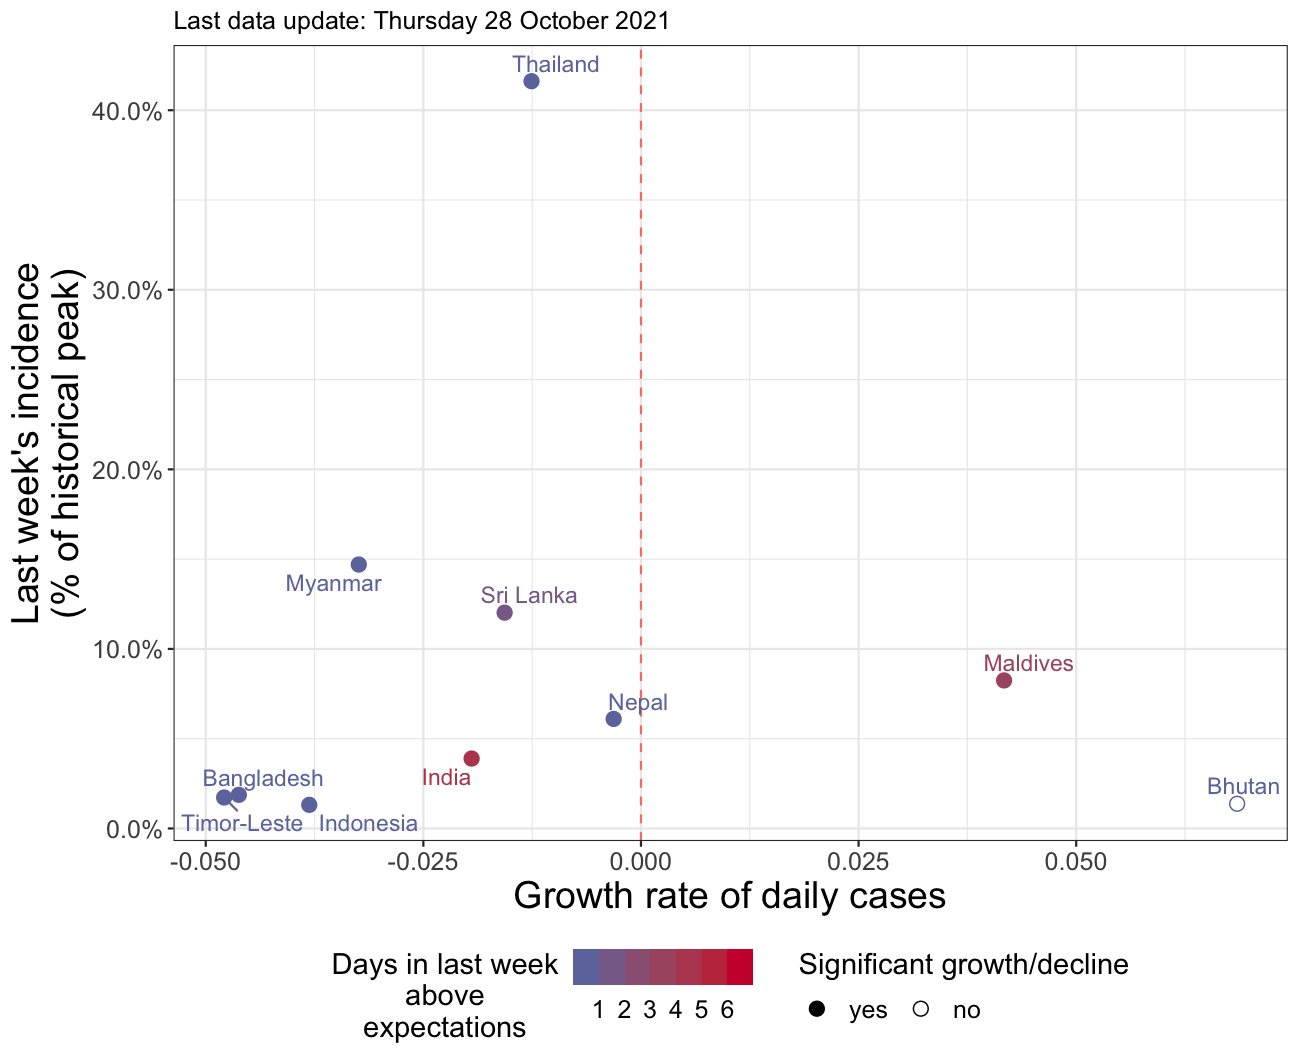 Last data update: Thursday 28 October 2021
Thailand
40.0%
30.0%
20.0%
10.0%
0.0%
Last week's incidence
(% of historical peak)
Myanmar
Sri Lanka
Maldives
Nepal
India
Bangladesh
Bhutan
Timor-Leste
Indonesia
-0.050 -0.025 0.000 0.025 0.050
Growth rate of daily cases
Days in last week
above
expectations
1 2 3 4 5 6
Significant growth/decline
yes no